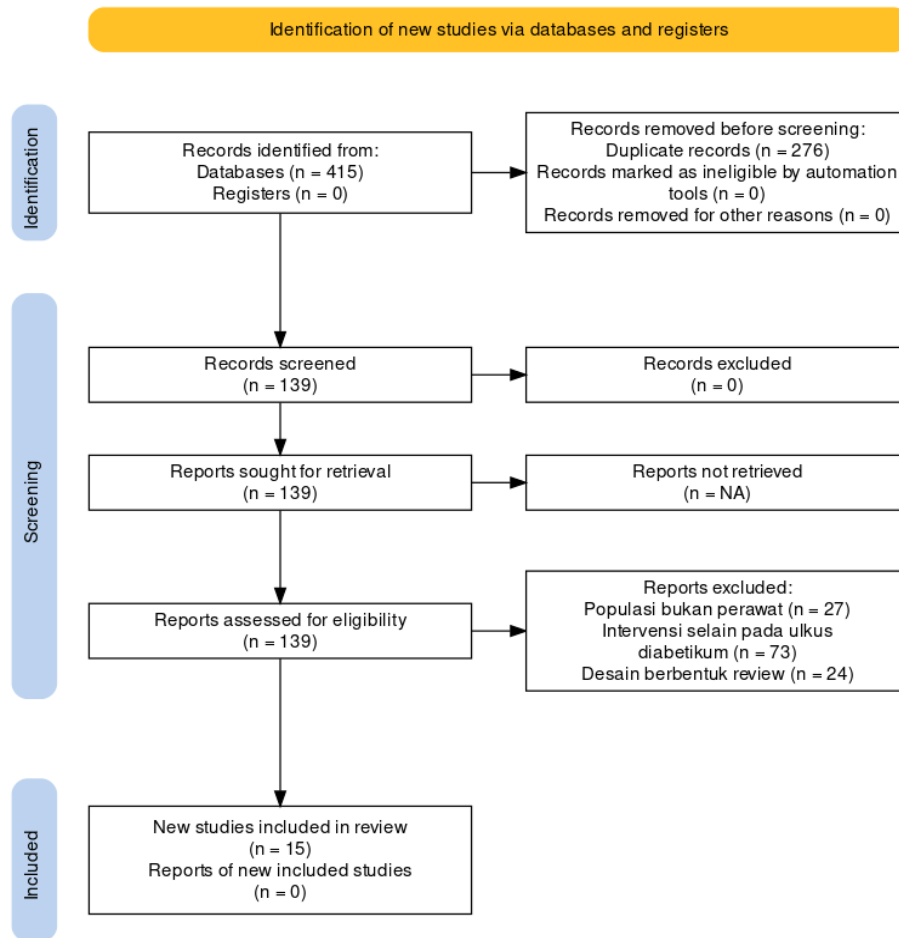 Identification of new studies via databases and registers
Identification
Records identified from:
Databases (n = 415)
Registers (n = 0)
Records removed before screening:
Duplicate records (n = 276)
Records marked as ineligible by automation
tools (n = 0)
Records removed for other reasons (n = 0)
Screening
Records screened
(n = 139)
Records excluded
(n = 0)
Reports sought for retrieval
(n = 139)
Reports not retrieved
(n = NA)
Reports assessed for eligibility
(n = 139)
Reports excluded:
Populasi bukan perawat (n = 27)
Intervensi selain pada ulkus
diabetikum (n = 73)
Desain berbentuk review (n = 24)
Included
New studies included in review
(n = 15)
Reports of new included studies
(n = 0)